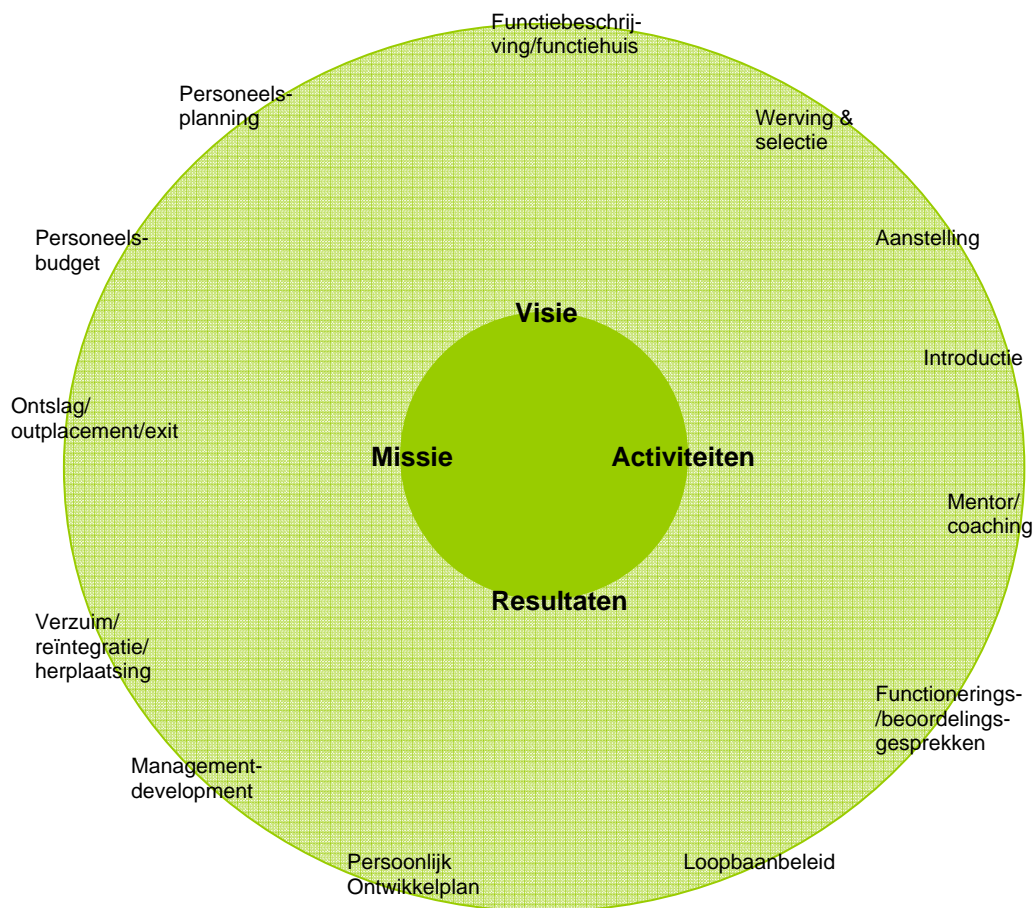 Functiebeschrij-
ving/functiehuis
Personeels-
planning
Werving &
selectie
Personeels-
budget
Aanstelling
Visie
Introductie
Ontslag/
outplacement/exit
Missie
Activiteiten
Mentor/
coaching
Resultaten
Verzuim/
reïntegratie/
herplaatsing
Functionerings-
/beoordelings-
gesprekken
Management-
development
Persoonlijk
Ontwikkelplan
Loopbaanbeleid